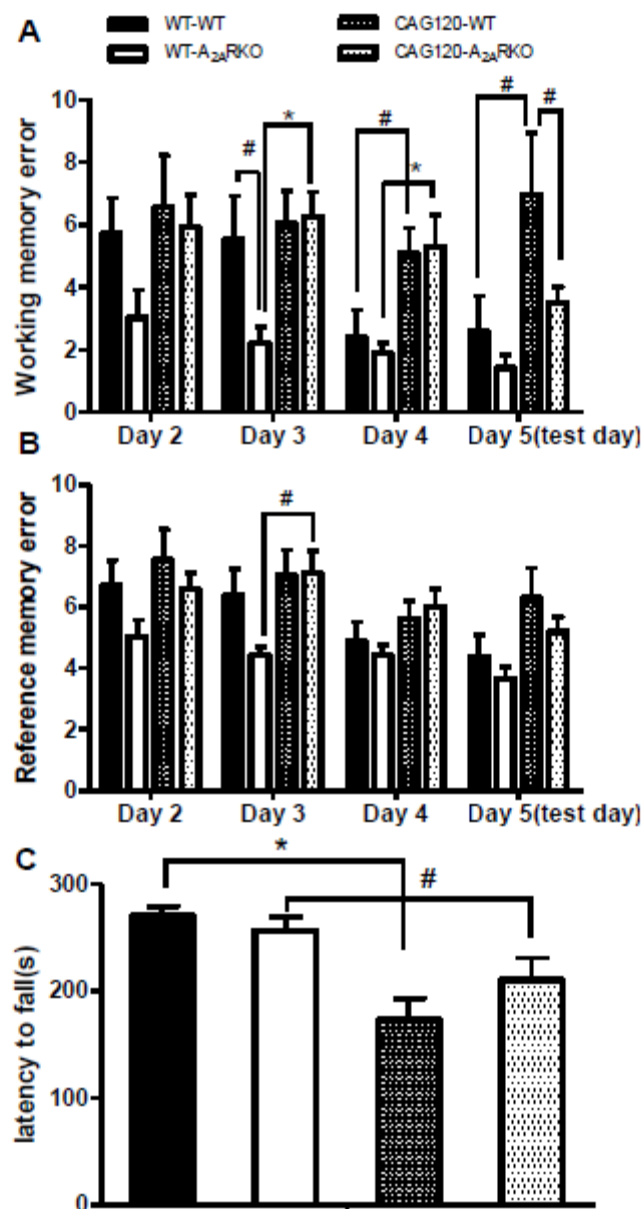 A
WT-WT CAG120-WT
WT-A2ARKO CAG120-A2ARKO
Working memory error
10
8
6
4
2
0
# * # * # #
Day 2 Day 3 Day 4 Day 5(test day)
B
Reference memory error
10
8
6
4
2
0
#
Day 2 Day 3 Day 4 Day 5(test day)
C
latency to fall(s)
300
200
100
0
* #